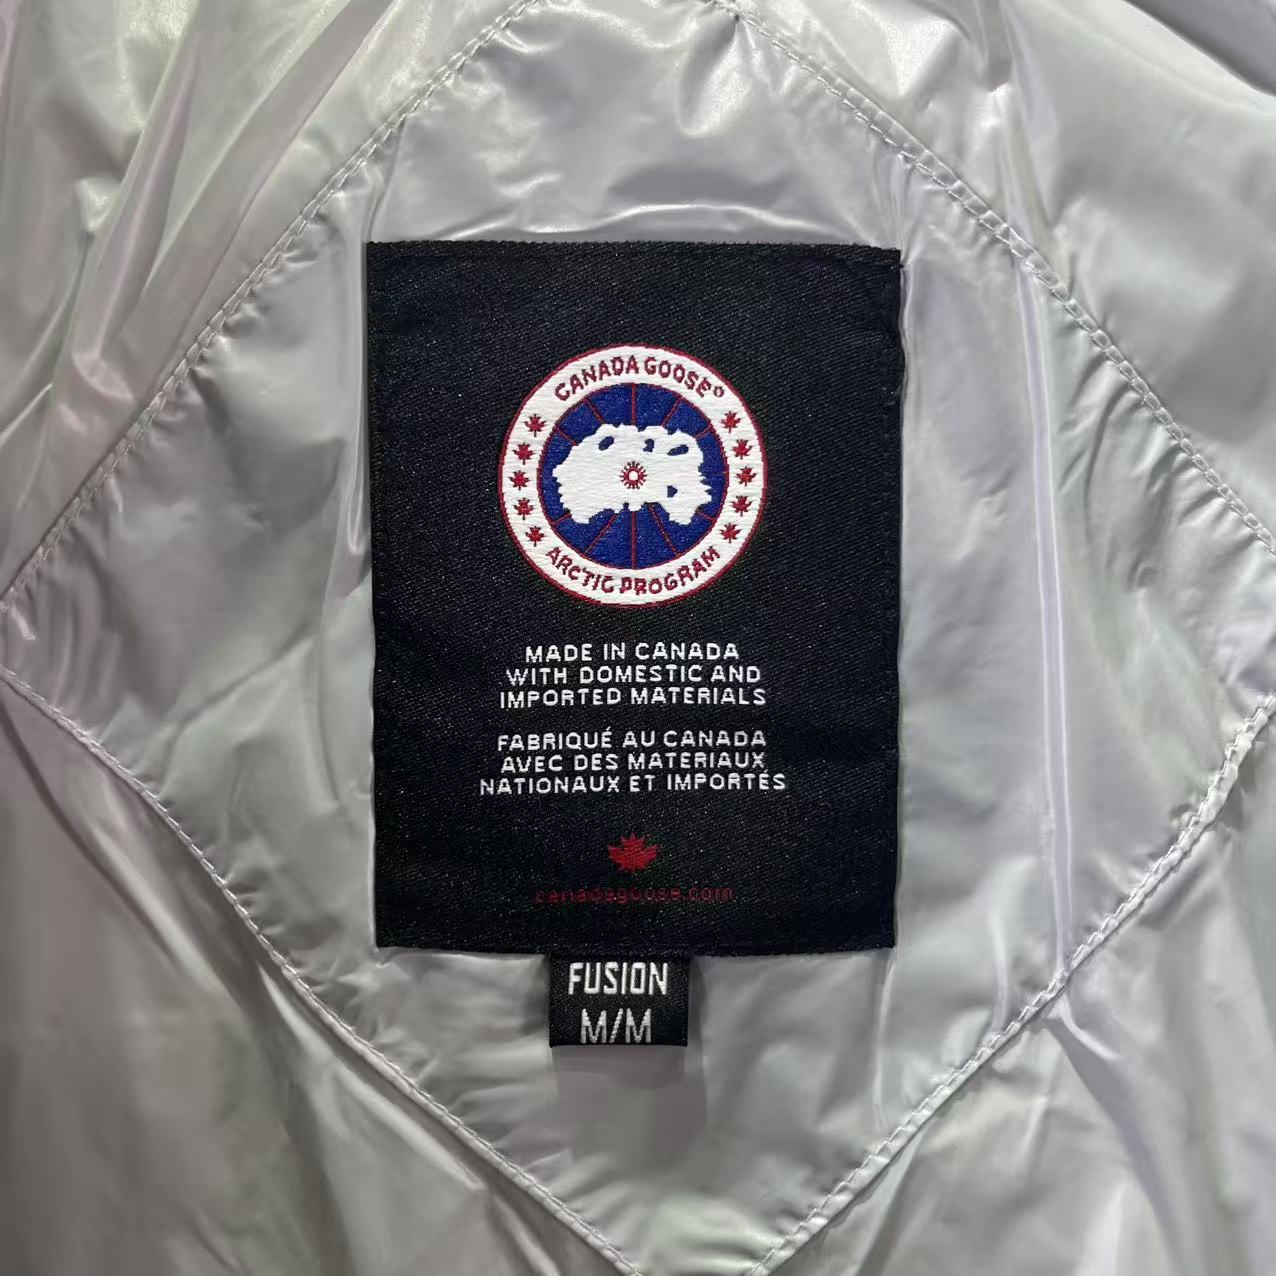 CANADA GOOSE®
ARCTIC PROGRAM
MADE IN CANADA
WITH DOMESTIC AND
IMPORTED MATERIALS
FABRIQUÉ AU CANADA
AVEC DES MATERIAUX
NATIONAUX ET IMPORTÉS
canadagoose.com
FUSION
M/M